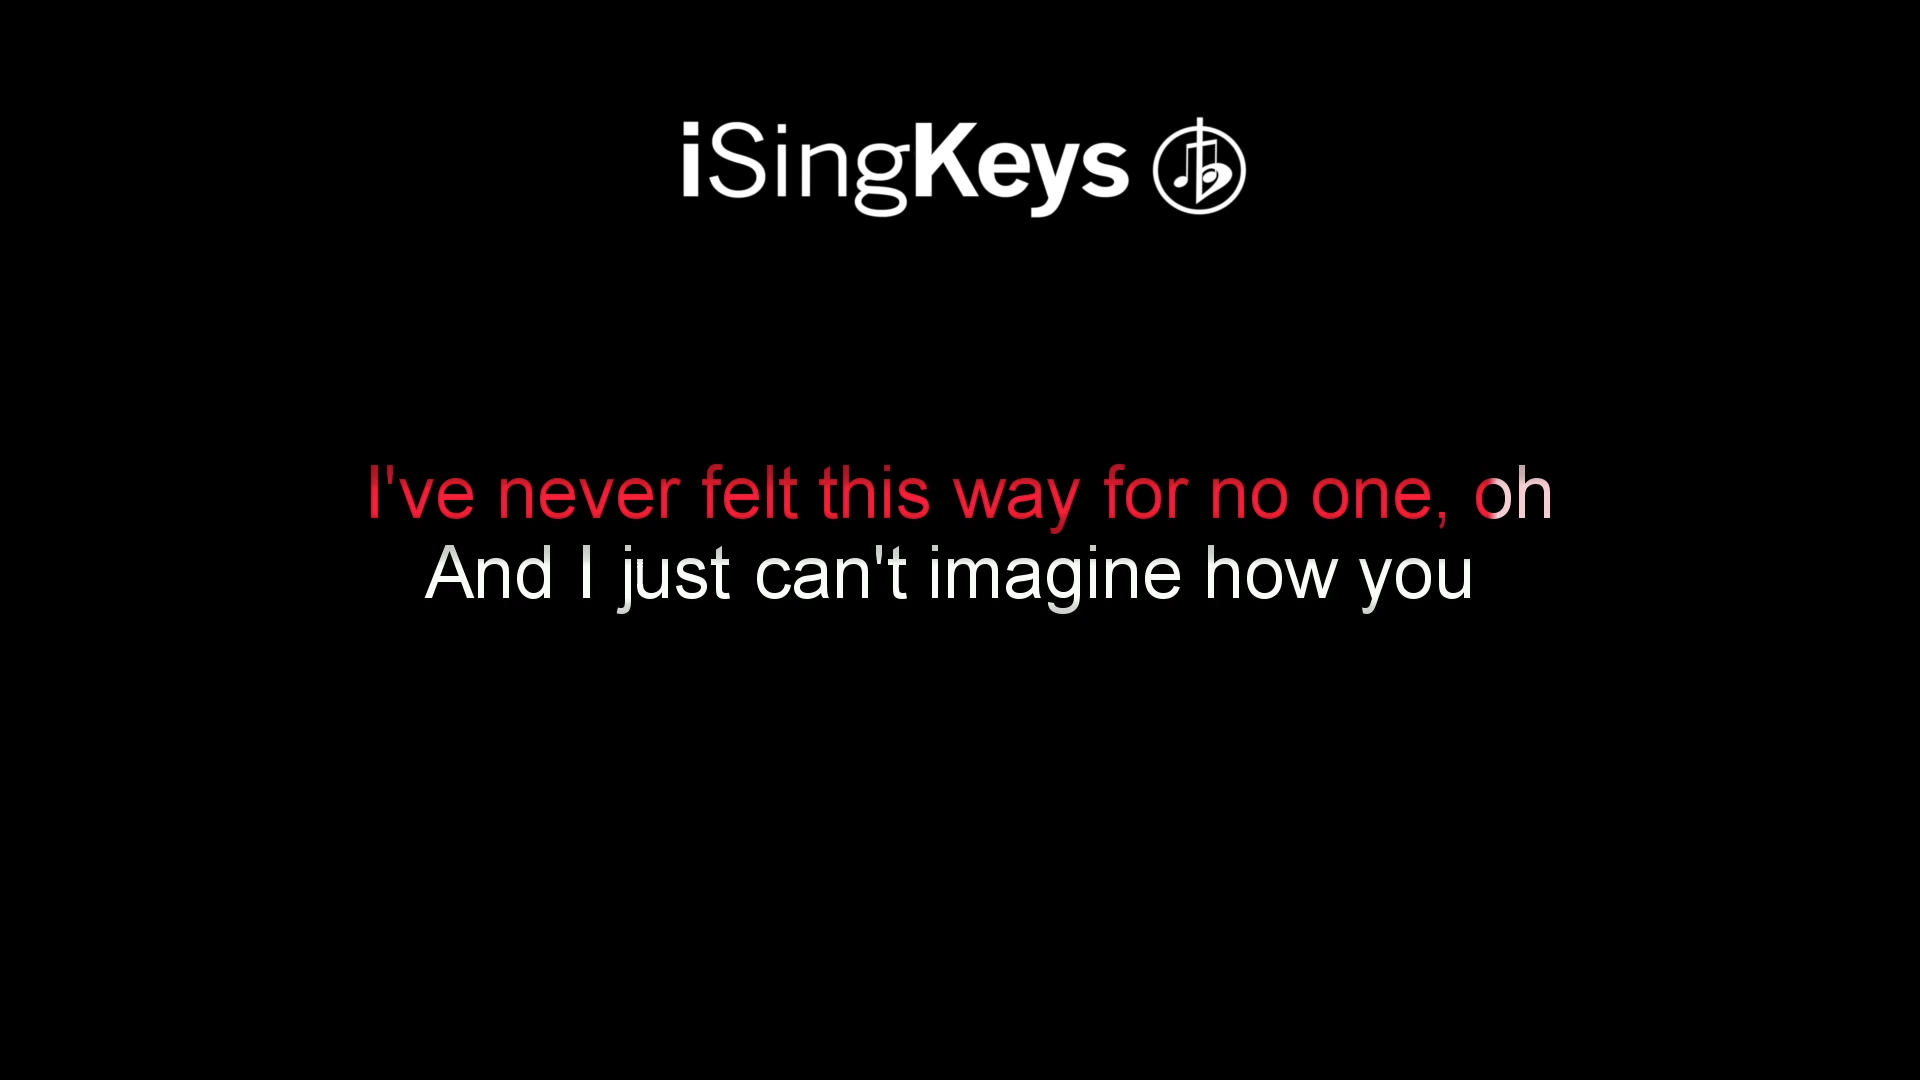 iSingKeys
I've never felt this way for no one, oh
And I just can't imagine how you